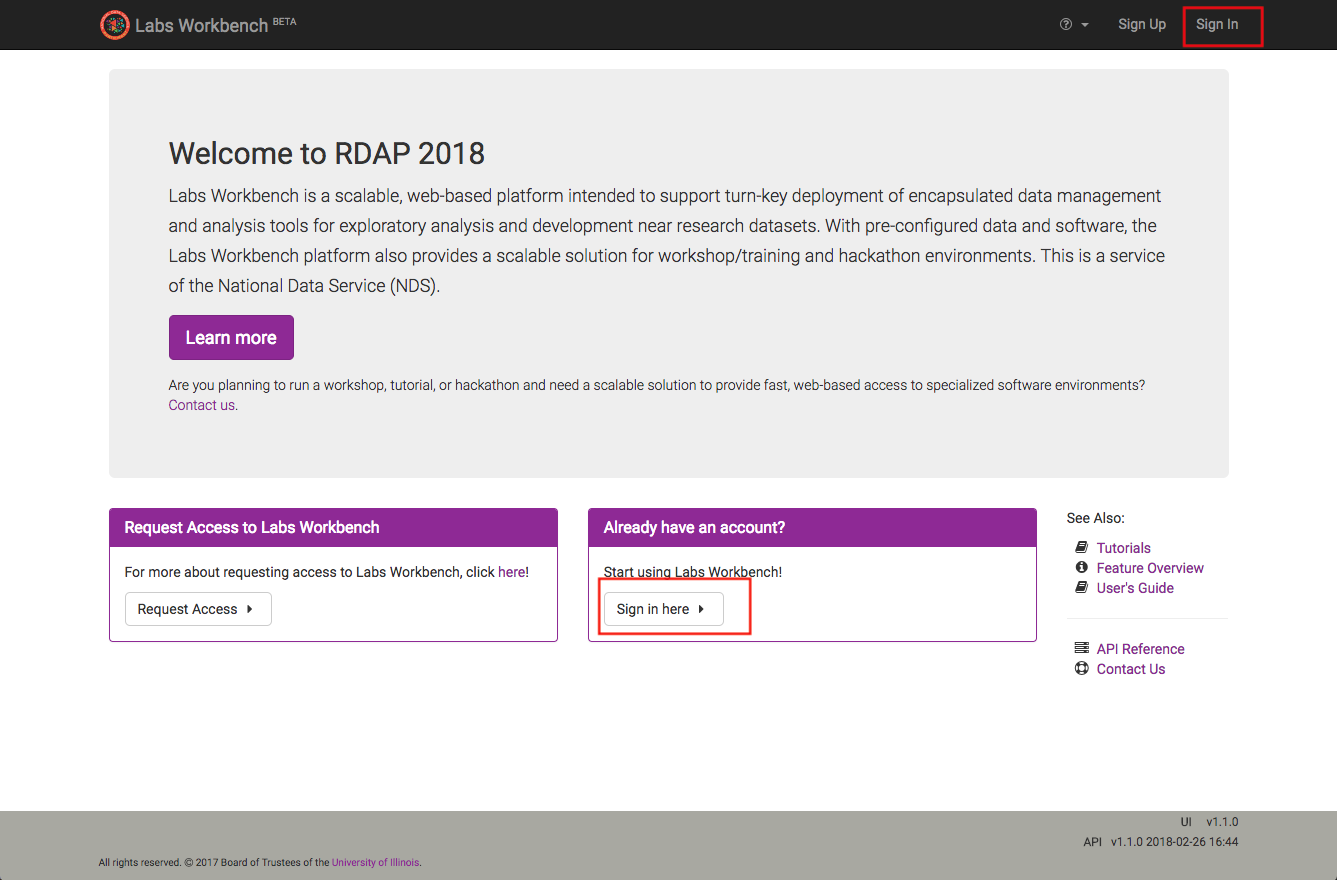 Labs Workbench BETA
Sign Up
Sign In
Welcome to RDAP 2018
Labs Workbench is a scalable, web-based platform intended to support turn-key deployment of encapsulated data management
and analysis tools for exploratory analysis and development near research datasets. With pre-configured data and software, the
Labs Workbench platform also provides a scalable solution for workshop/training and hackathon environments. This is a service
of the National Data Service (NDS).
Learn more
Are you planning to run a workshop, tutorial, or hackathon and need a scalable solution to provide fast, web-based access to specialized software environments?
Contact us.
Request Access to Labs Workbench
For more about requesting access to Labs Workbench, click here!
Request Access
Already have an account?
Start using Labs Workbench!
Sign in here
See Also:
Tutorials
Feature Overview
User's Guide
API Reference
Contact Us
UI v1.1.0
API v1.1.0 2018-02-26 16:44
All rights reserved. © 2017 Board of Trustees of the University of Illinois.